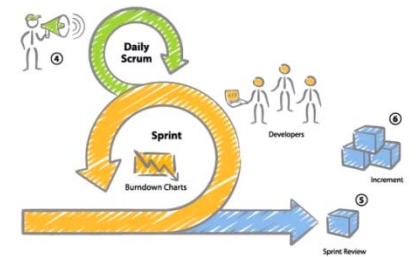 Daily
Scrum
④
Sprint
Developers
Burndown Charts
⑥
Increment
⑤
Sprint Review